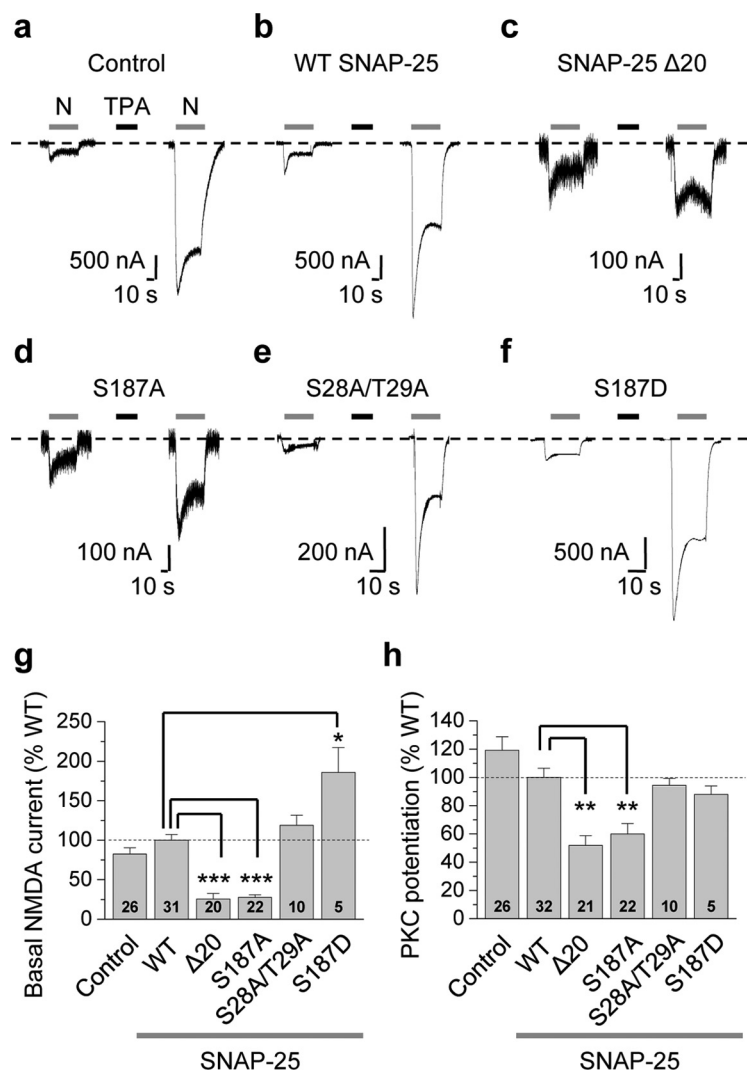 a
b
c
Control
WT SNAP-25
SNAP-25 Δ20
N TPA N
500 nA
10 s
500 nA
10 s
100 nA
10 s
d
e
f
S187A
S28A/T29A
S187D
100 nA
10 s
200 nA
10 s
500 nA
10 s
g
Basal NMDA current (% WT)
250
200
150
100
50
25
0
*
*** ***
26 31 20 22 10 5
Control
WT
Δ20
S187A
S28A/T29A
S187D
SNAP-25
h
PKC potentiation (% WT)
140
120
100
80
60
40
20
0
** **
26 32 21 22 10 5
Control
WT
Δ20
S187A
S28A/T29A
S187D
SNAP-25